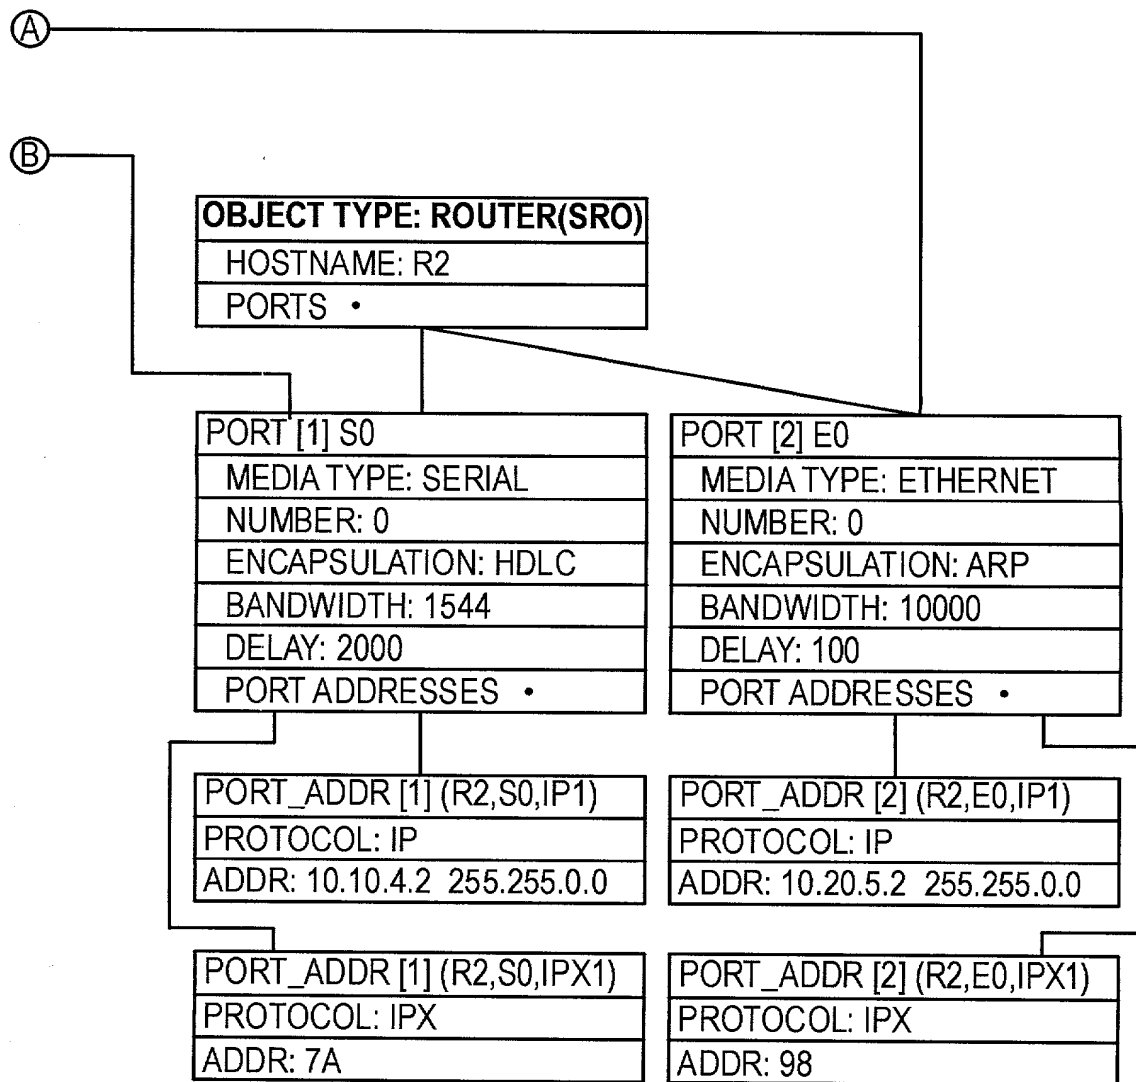 A
B
OBJECT TYPE: ROUTER(SRO)
HOSTNAME: R2
PORTS •
PORT [1] S0
MEDIA TYPE: SERIAL
NUMBER: 0
ENCAPSULATION: HDLC
BANDWIDTH: 1544
DELAY: 2000
PORT ADDRESSES •
PORT [2] E0
MEDIA TYPE: ETHERNET
NUMBER: 0
ENCAPSULATION: ARP
BANDWIDTH: 10000
DELAY: 100
PORT ADDRESSES •
PORT_ADDR [1] (R2,S0,IP1)
PROTOCOL: IP
ADDR: 10.10.4.2 255.255.0.0
PORT_ADDR [2] (R2,E0,IP1)
PROTOCOL: IP
ADDR: 10.20.5.2 255.255.0.0
PORT_ADDR [1] (R2,S0,IPX1)
PROTOCOL: IPX
ADDR: 7A
PORT_ADDR [2] (R2,E0,IPX1)
PROTOCOL: IPX
ADDR: 98